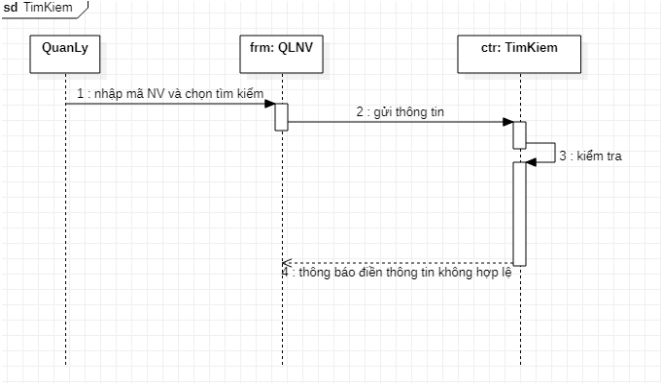 sd TimKiem
QuanLy
frm: QLNV
ctr: TimKiem
1 : nhập mã NV và chọn tìm kiếm
2 : gửi thông tin
3 : kiểm tra
4 : thông báo điền thông tin không hợp lệ